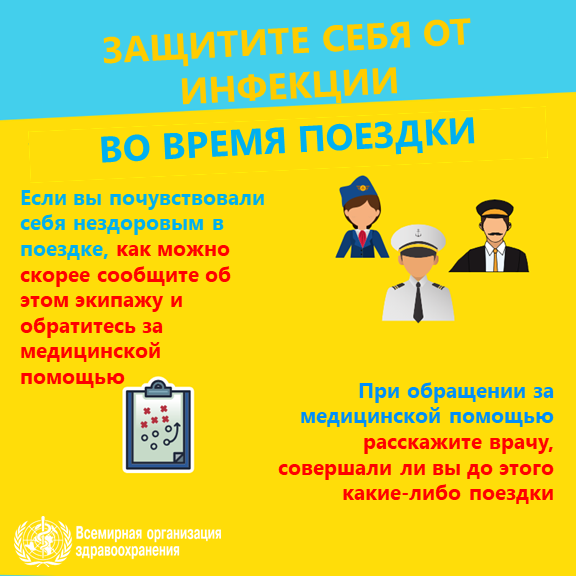 ЗАЩИТИТЕ СЕБЯ ОТ
ИНФЕКЦИИ
ВО ВРЕМЯ ПОЕЗДКИ
Если вы почувствовали
себя нездоровым в
поездке, как можно
скорее сообщите об
этом экипажу и
обратитесь за
медицинской
помощью
При обращении за
медицинской помощью
расскажите врачу,
совершали ли вы до этого
какие-либо поездки
Всемирная организация
здравоохранения